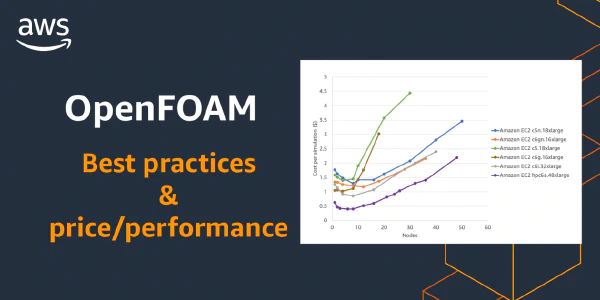 aws
OpenFOAM
Best practices
&
price/performance
Cost per simulation ($)
5
4.5
4
3.5
3
2.5
2
1.5
1
0.5
0
0
10
20
30
40
50
60
Nodes
Amazon EC2 c5n.18xlarge
Amazon EC2 c6gn.16xlarge
Amazon EC2 c5.18xlarge
Amazon EC2 c6g.16xlarge
Amazon EC2 c6i.32xlarge
Amazon EC2 hpc6a.48xlarge